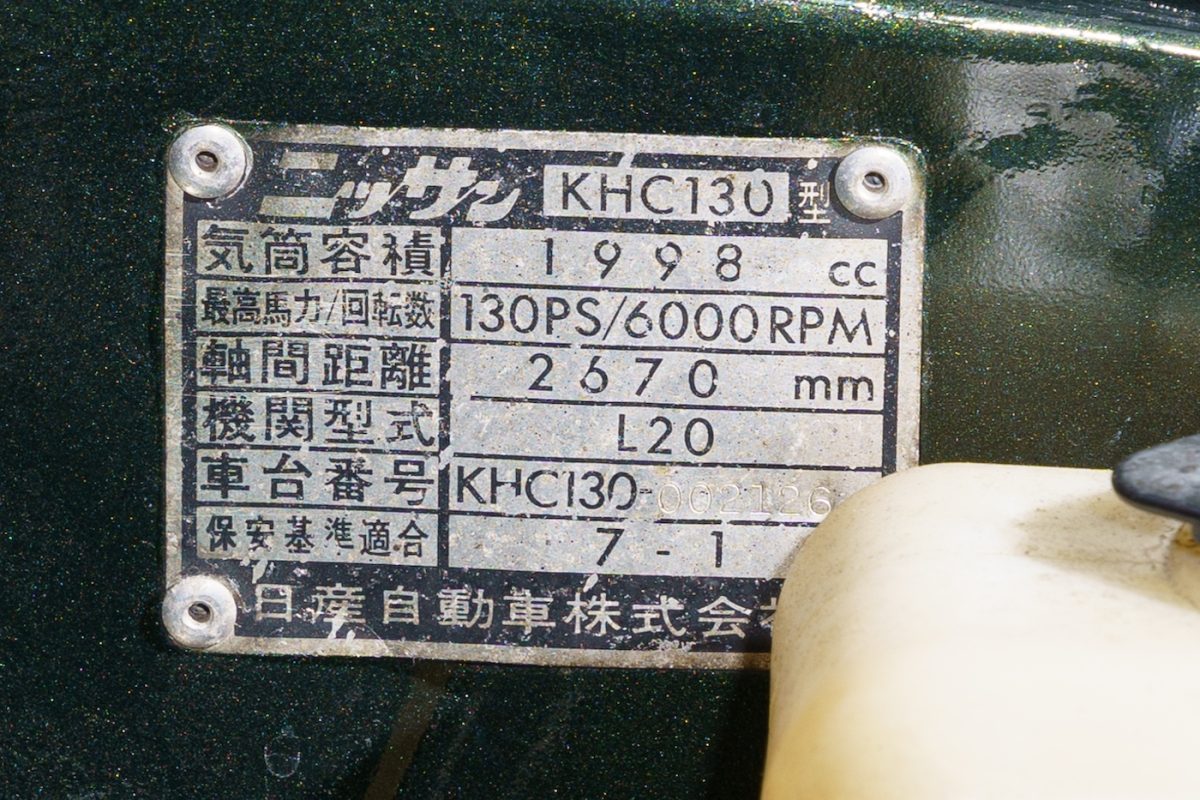 ニッサン KHC130 型
気筒容積 1998 cc
最高馬力/回転数 130PS/6000RPM
軸間距離 2670 mm
機関型式 L20
車台番号 KHC130-002126
保安基準適合 7-1
日産自動車株式会